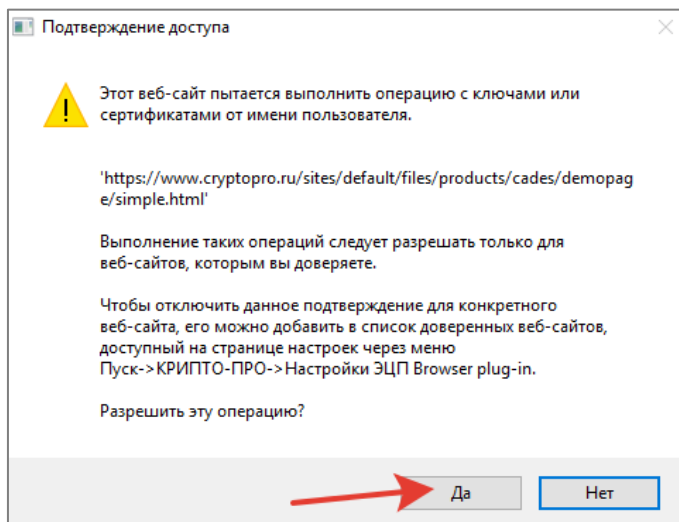 Подтверждение доступа
Этот веб-сайт пытается выполнить операцию с ключами или
сертификатами от имени пользователя.
'https://www.cryptopro.ru/sites/default/files/products/cades/demopag
e/simple.html'
Выполнение таких операций следует разрешать только для
веб-сайтов, которым вы доверяете.
Чтобы отключить данное подтверждение для конкретного
веб-сайта, его можно добавить в список доверенных веб-сайтов,
доступный на странице настроек через меню
Пуск->КРИПТО-ПРО->Настройки ЭЦП Browser plug-in.
Разрешить эту операцию?
Да
Нет